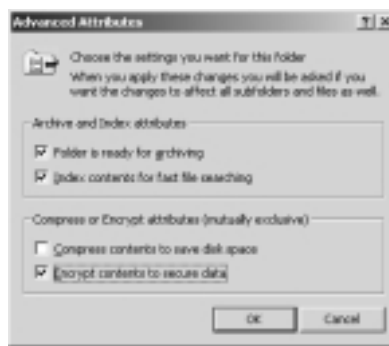 Advanced Attributes
Choose the settings you want for this folder
When you apply these changes you will be asked if you
want the changes to affect all subfolders and files as well.
Archive and Index attributes
Folder is ready for archiving
Index contents for fast file searching
Compress or Encrypt attributes (mutually exclusive)
Compress contents to save disk space
Encrypt contents to secure data
OK Cancel